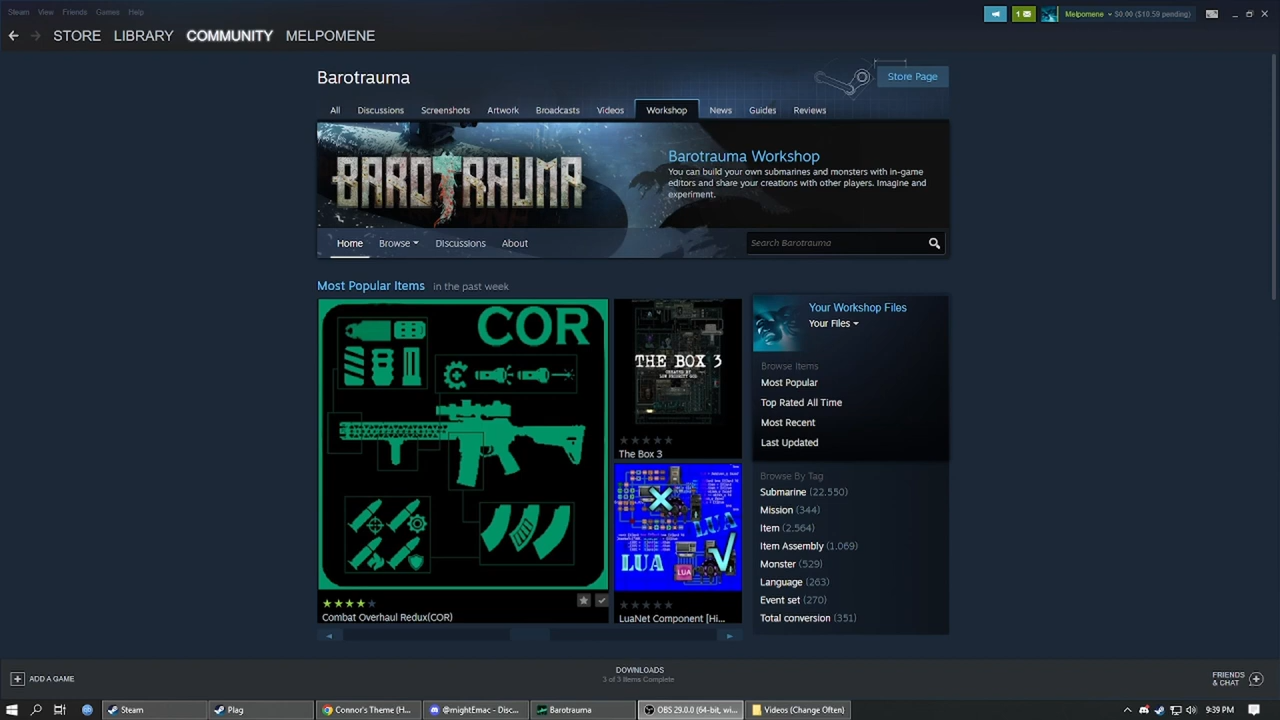 Steam View Friends Games Help
1 Melpomene $0.00 ($10.59 pending)
STORE LIBRARY COMMUNITY MELPOMENE
Barotrauma
Store Page
All Discussions Screenshots Artwork Broadcasts Videos Workshop News Guides Reviews
BAROTRAUMA
Barotrauma Workshop
You can build your own submarines and monsters with in-game
editors and share your creations with other players. Imagine and
experiment.
Home Browse Discussions About
Search Barotrauma
Most Popular Items in the past week
COR
THE BOX 3
CREATED BY
The Box 3
LUA
LUA
LUA
Combat Overhaul Redux(COR)
LuaNet Component [Hi...
Your Workshop Files
Your Files
Browse Items
Most Popular
Top Rated All Time
Most Recent
Last Updated
Browse By Tag
Submarine (22,550)
Mission (344)
Item (2,564)
Item Assembly (1,069)
Monster (529)
Language (263)
Event set (270)
Total conversion (351)
ADD A GAME
DOWNLOADS
3 of 3 Items Complete
FRIENDS
& CHAT
Steam
Plag
Connor's Theme (H...
@mightEmac - Disc...
Barotrauma
OBS 29.0.0 (64-bit, wi...
Videos (Change Often)
9:39 PM